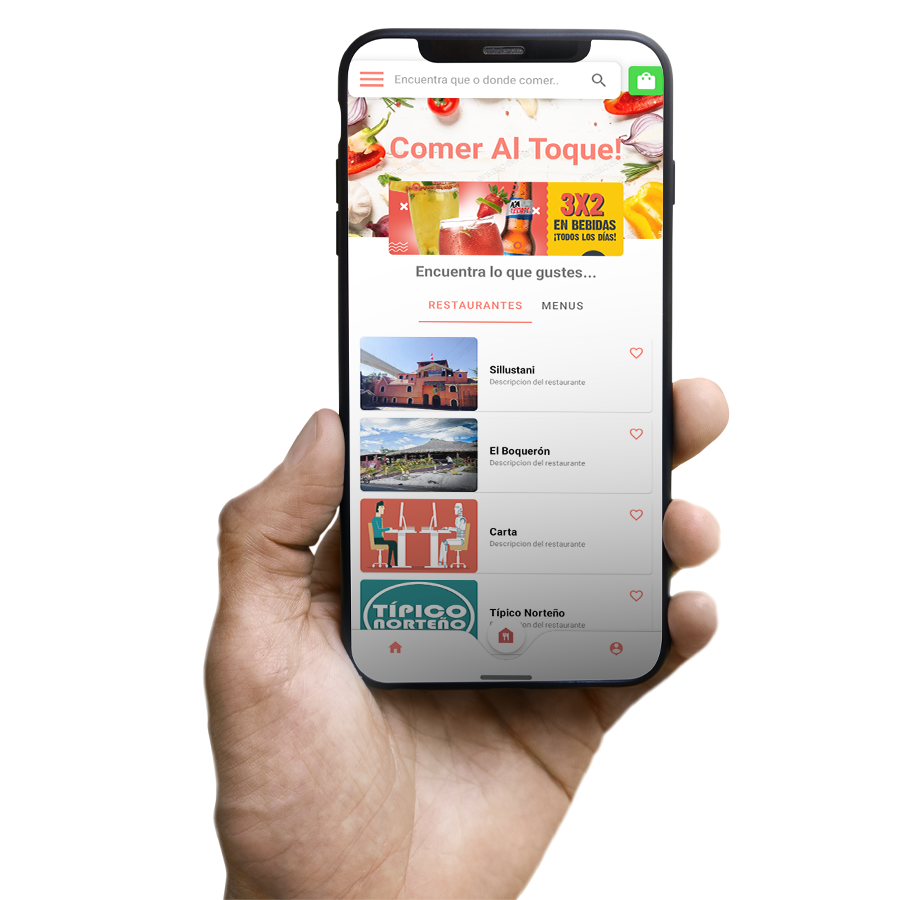 Encuentra que o donde comer..
Comer Al Toque!
3X2
EN BEBIDAS
¡TODOS LOS DÍAS!
Encuentra lo que gustes...
RESTAURANTES MENUS
Sillustani
Descripcion del restaurante
El Boquerón
Descripcion del restaurante
Carta
Descripcion del restaurante
TÍPICO
NORTEÑO
Típico Norteño
Descripcion del restaurante